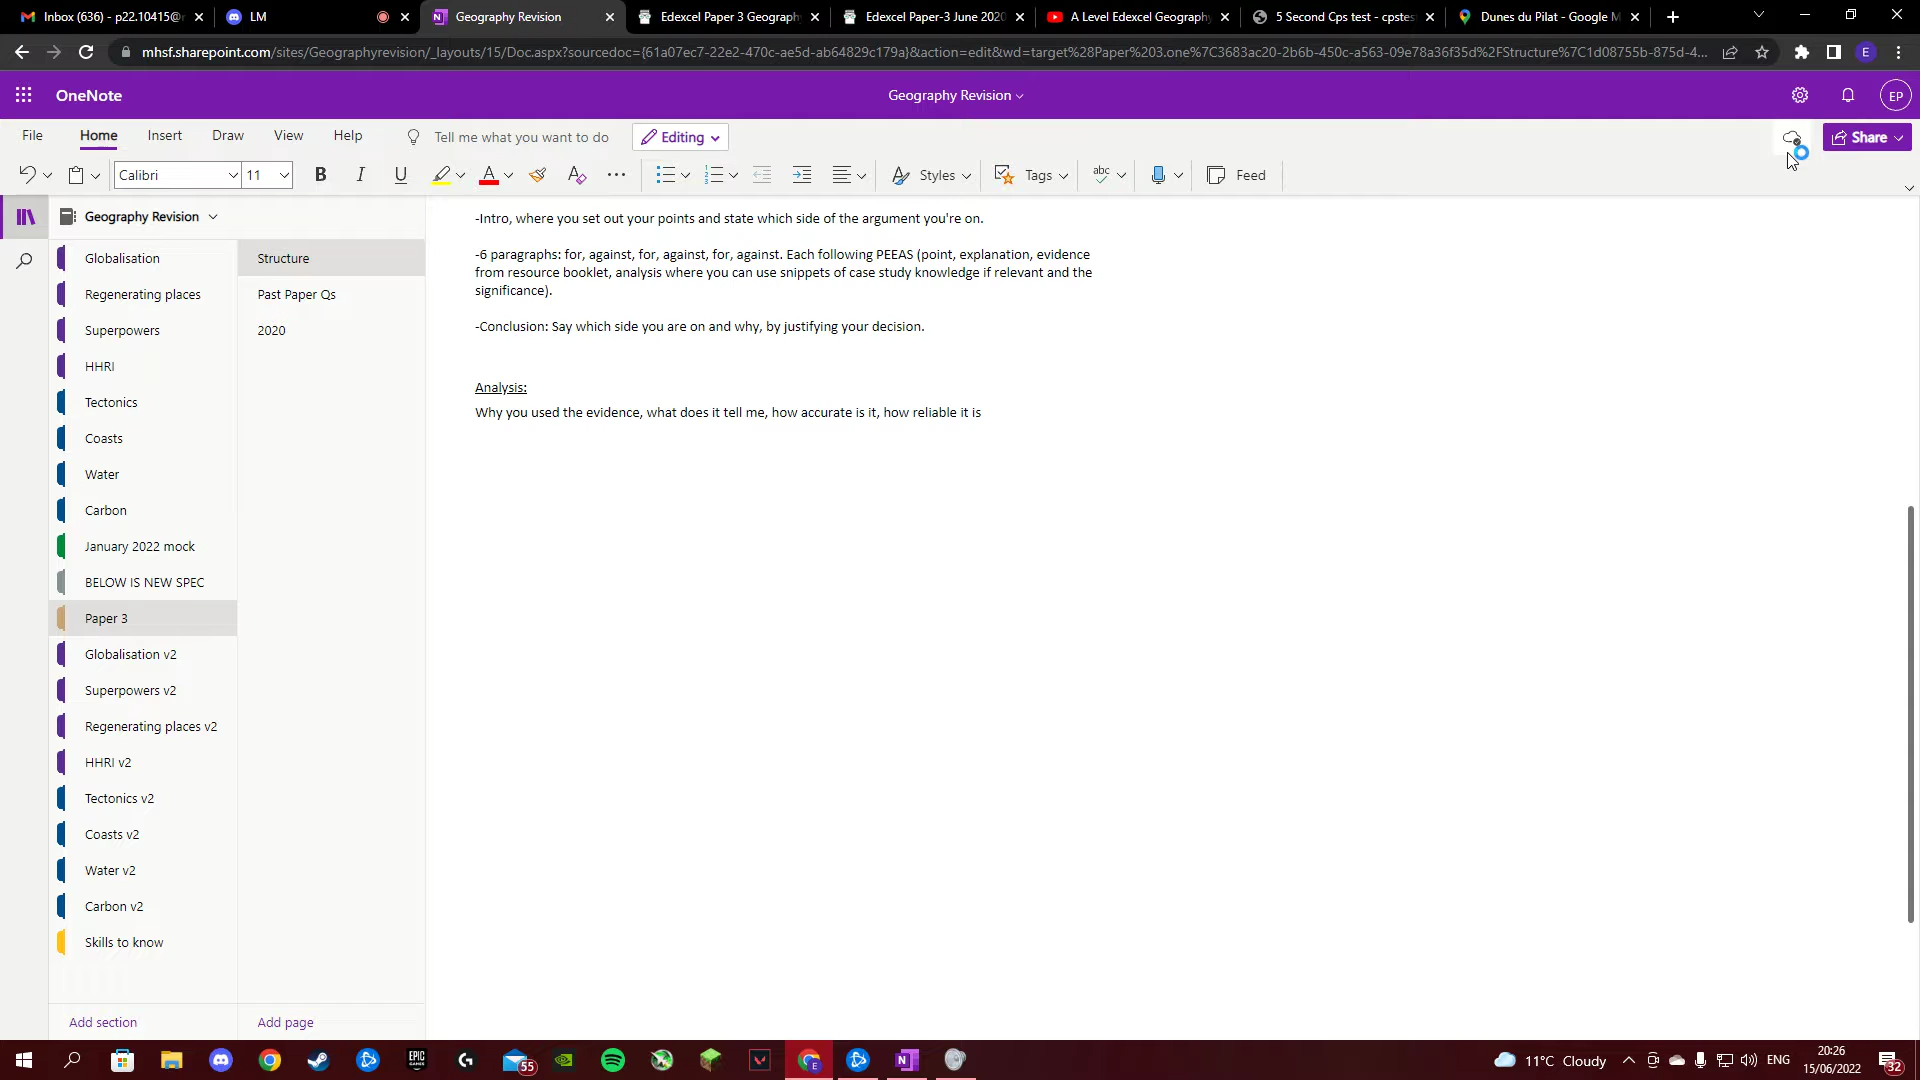 Inbox (636) - p22.10415@r
LM
Geography Revision
Edexcel Paper 3 Geography
Edexcel Paper-3 June 2020
A Level Edexcel Geography
5 Second Cps test - cpstes
Dunes du Pilat - Google M
mhsf.sharepoint.com/sites/Geographyrevision/_layouts/15/Doc.aspx?sourcedoc={61a07ec7-22e2-470c-ae5d-ab64829c179a}&action=edit&wd=target%28Paper%203.one%7C3683ac20-2b6b-450c-a563-09e78a36f35d%2FStructure%7C1d08755b-875d-4...
E
OneNote
Geography Revision
EP
File
Home
Insert
Draw
View
Help
Tell me what you want to do
Editing
Share
Calibri
11
B
I
U
A
Styles
Tags
abc
Feed
Geography Revision
Globalisation
Regenerating places
Superpowers
HHRI
Tectonics
Coasts
Water
Carbon
January 2022 mock
BELOW IS NEW SPEC
Paper 3
Globalisation v2
Superpowers v2
Regenerating places v2
HHRI v2
Tectonics v2
Coasts v2
Water v2
Carbon v2
Skills to know
Add section
Structure
Past Paper Qs
2020
Add page
-Intro, where you set out your points and state which side of the argument you're on.
-6 paragraphs: for, against, for, against, for, against. Each following PEEAS (point, explanation, evidence
from resource booklet, analysis where you can use snippets of case study knowledge if relevant and the
significance).
-Conclusion: Say which side you are on and why, by justifying your decision.
Analysis:
Why you used the evidence, what does it tell me, how accurate is it, how reliable it is
EPIC
GAMES
55
E
11°C Cloudy
ENG
20:26
15/06/2022
32